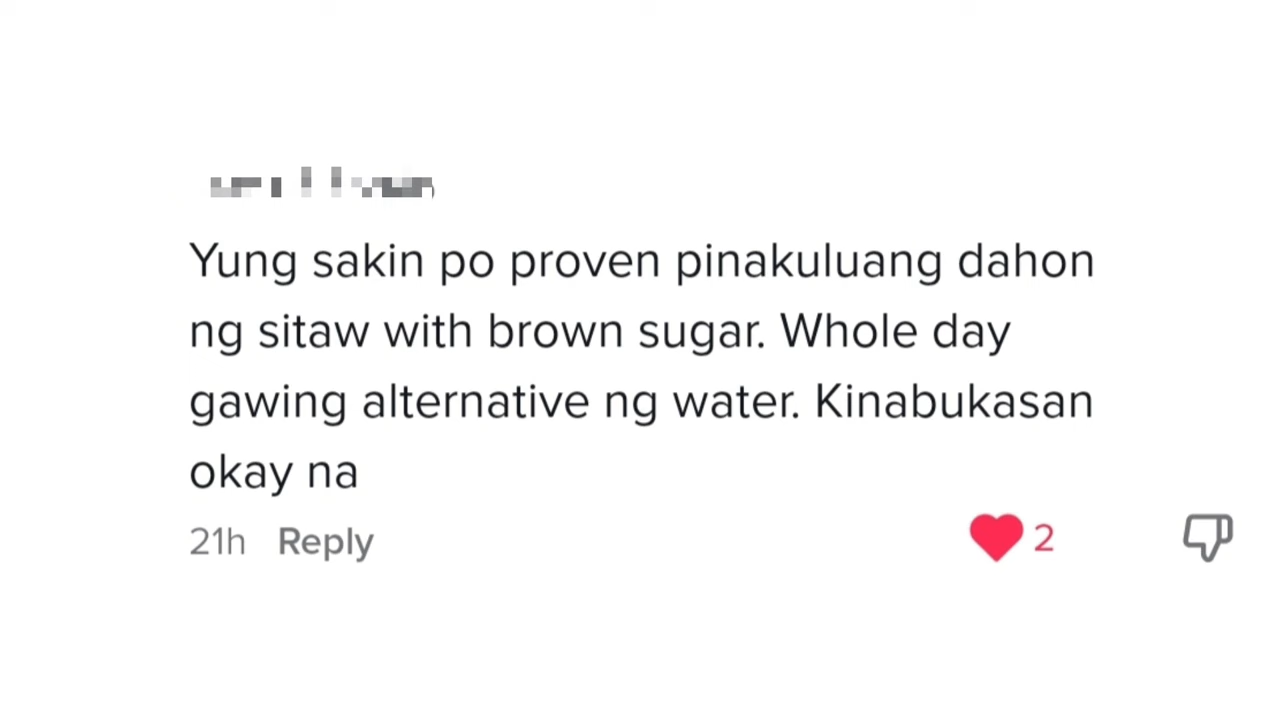 Yung sakin po proven pinakuluang dahon
ng sitaw with brown sugar. Whole day
gawing alternative ng water. Kinabukasan
okay na
21h Reply 2